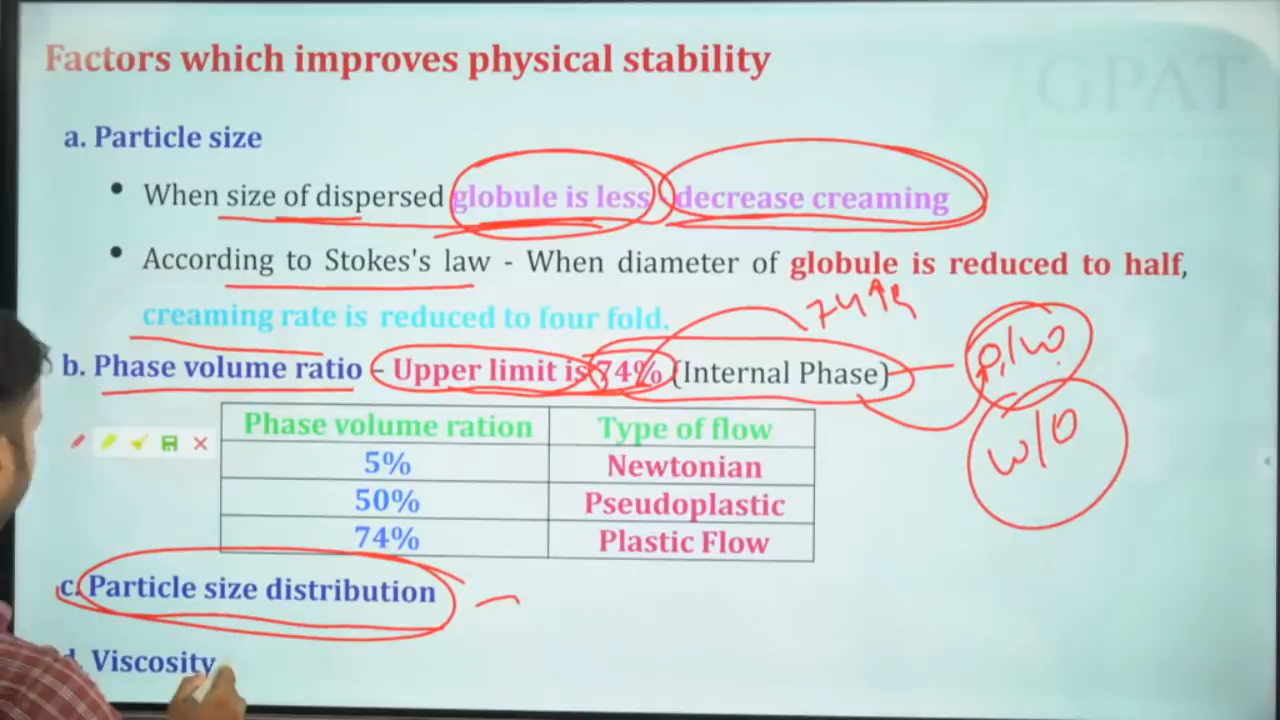 GPAT
Factors which improves physical stability
a. Particle size
• When size of dispersed globule is less decrease creaming
• According to Stokes's law - When diameter of globule is reduced to half,
creaming rate is reduced to four fold.
74↑
b. Phase volume ratio - Upper limit is 74% (Internal Phase)
w/o
Phase volume ration Type of flow
5% Newtonian
50% Pseudoplastic
74% Plastic Flow
c. Particle size distribution
d. Viscosity